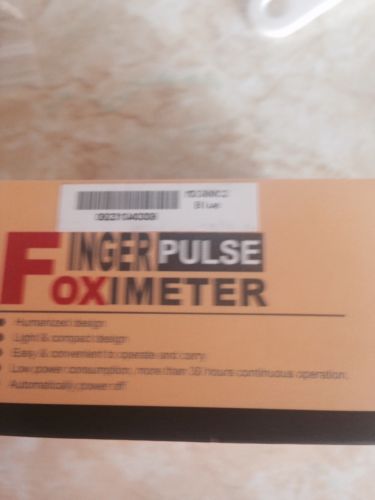 Blue
FINGER PULSE
OXIMETER
Humanized design
Light & compact design
Easy & convenient to operate and carry
Low power consumption, more than 30 hours continuous operation;
Automatically power off